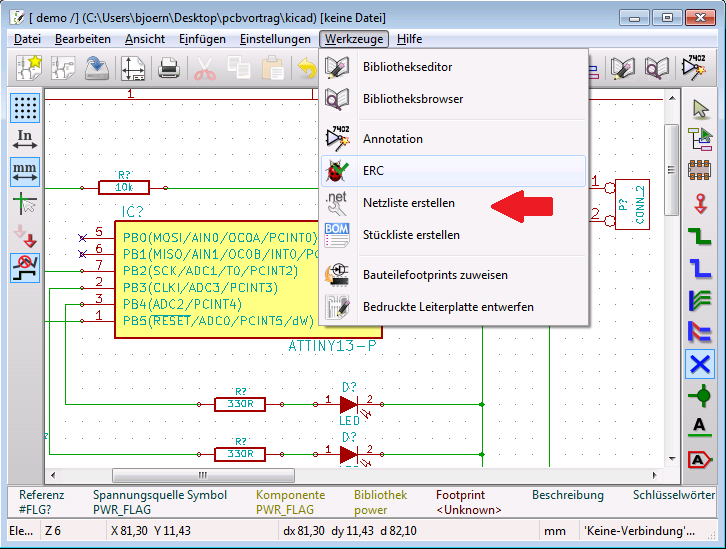 [ demo /] (C:\Users\bjoern\Desktop\pcbvortrag\kicad) [keine Datei]
Datei Bearbeiten Ansicht Einfügen Einstellungen Werkzeuge Hilfe
Bibliothekseditor
Bibliotheksbrowser
7402 Annotation
ERC
.net Netzliste erstellen
BOM Stückliste erstellen
Bauteilefootprints zuweisen
Bedruckte Leiterplatte entwerfen
7402
In
mm
1
R?
10k
IC?
5 PB0(MOSI/AIN0/OC0A/PCINT0)
6 PB1(MISO/AIN1/OC0B/INT0/PC
7 PB2(SCK/ADC1/T0/PCINT2)
2 PB3(CLKI/ADC3/PCINT3)
3 PB4(ADC2/PCINT4)
1 PB5(RESET/ADC0/PCINT5/dW)
ATTINY13-P
1
2
P?
CONN_2
R?
330R
1 D? 2
LED
R?
330R
1 D? 2
LED
A
A
Referenz Spannungsquelle Symbol Komponente Bibliothek Footprint Beschreibung Schlüsselwörter
#FLG? PWR_FLAG PWR_FLAG power <Unknown>
Ele... Z 6 X 81,30 Y 11,43 dx 81,30 dy 11,43 d 82,10 mm 'Keine-Verbindung'...